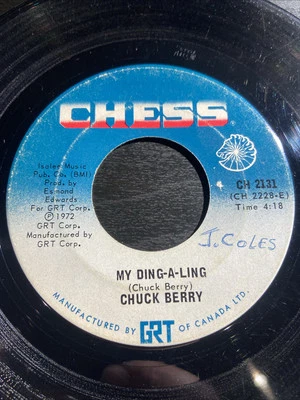 CHESS
Isalee Music
Pub. Co. (BMI)
Prod. by
Esmond
Edwards
For GRT Corp.
℗ 1972
GRT Corp.
Manufactured by
GRT Corp.
CH 2131
(CH 2228-E)
Time 4:18
J. COLES
MY DING-A-LING
(Chuck Berry)
CHUCK BERRY
MANUFACTURED BY GRT OF CANADA LTD.